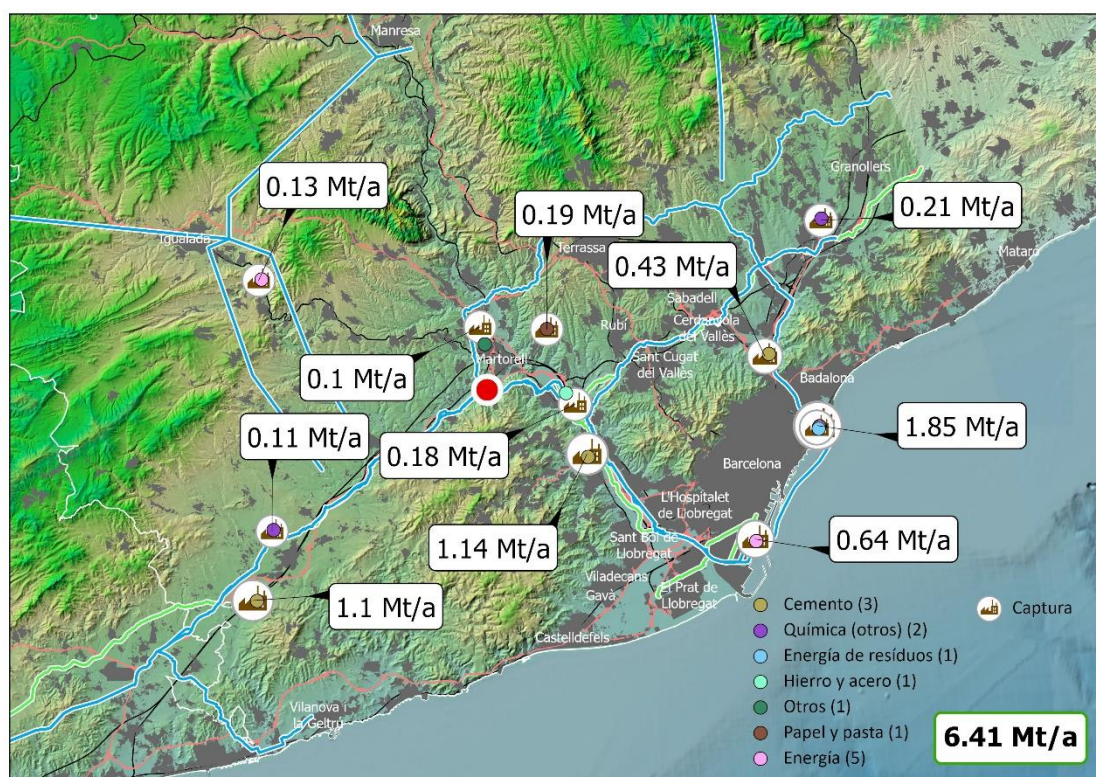 Manresa
Granollers
0.13 Mt/a
0.19 Mt/a
0.21 Mt/a
Igualada
Terrassa
Mataró
0.43 Mt/a
Sabadell
Cerdanyola
del Vallès
Rubí
Martorell
Sant Cugat
del Vallès
0.1 Mt/a
Badalona
0.11 Mt/a
0.18 Mt/a
1.85 Mt/a
Barcelona
L'Hospitalet
de Llobregat
1.14 Mt/a
Sant Boi de
Llobregat
0.64 Mt/a
Viladecans
Gavà
El Prat de
Llobregat
1.1 Mt/a
Castelldefels
Vilanova i
la Geltrú
Cemento (3)
Química (otros) (2)
Energía de resíduos (1)
Hierro y acero (1)
Otros (1)
Papel y pasta (1)
Energía (5)
Captura
6.41 Mt/a